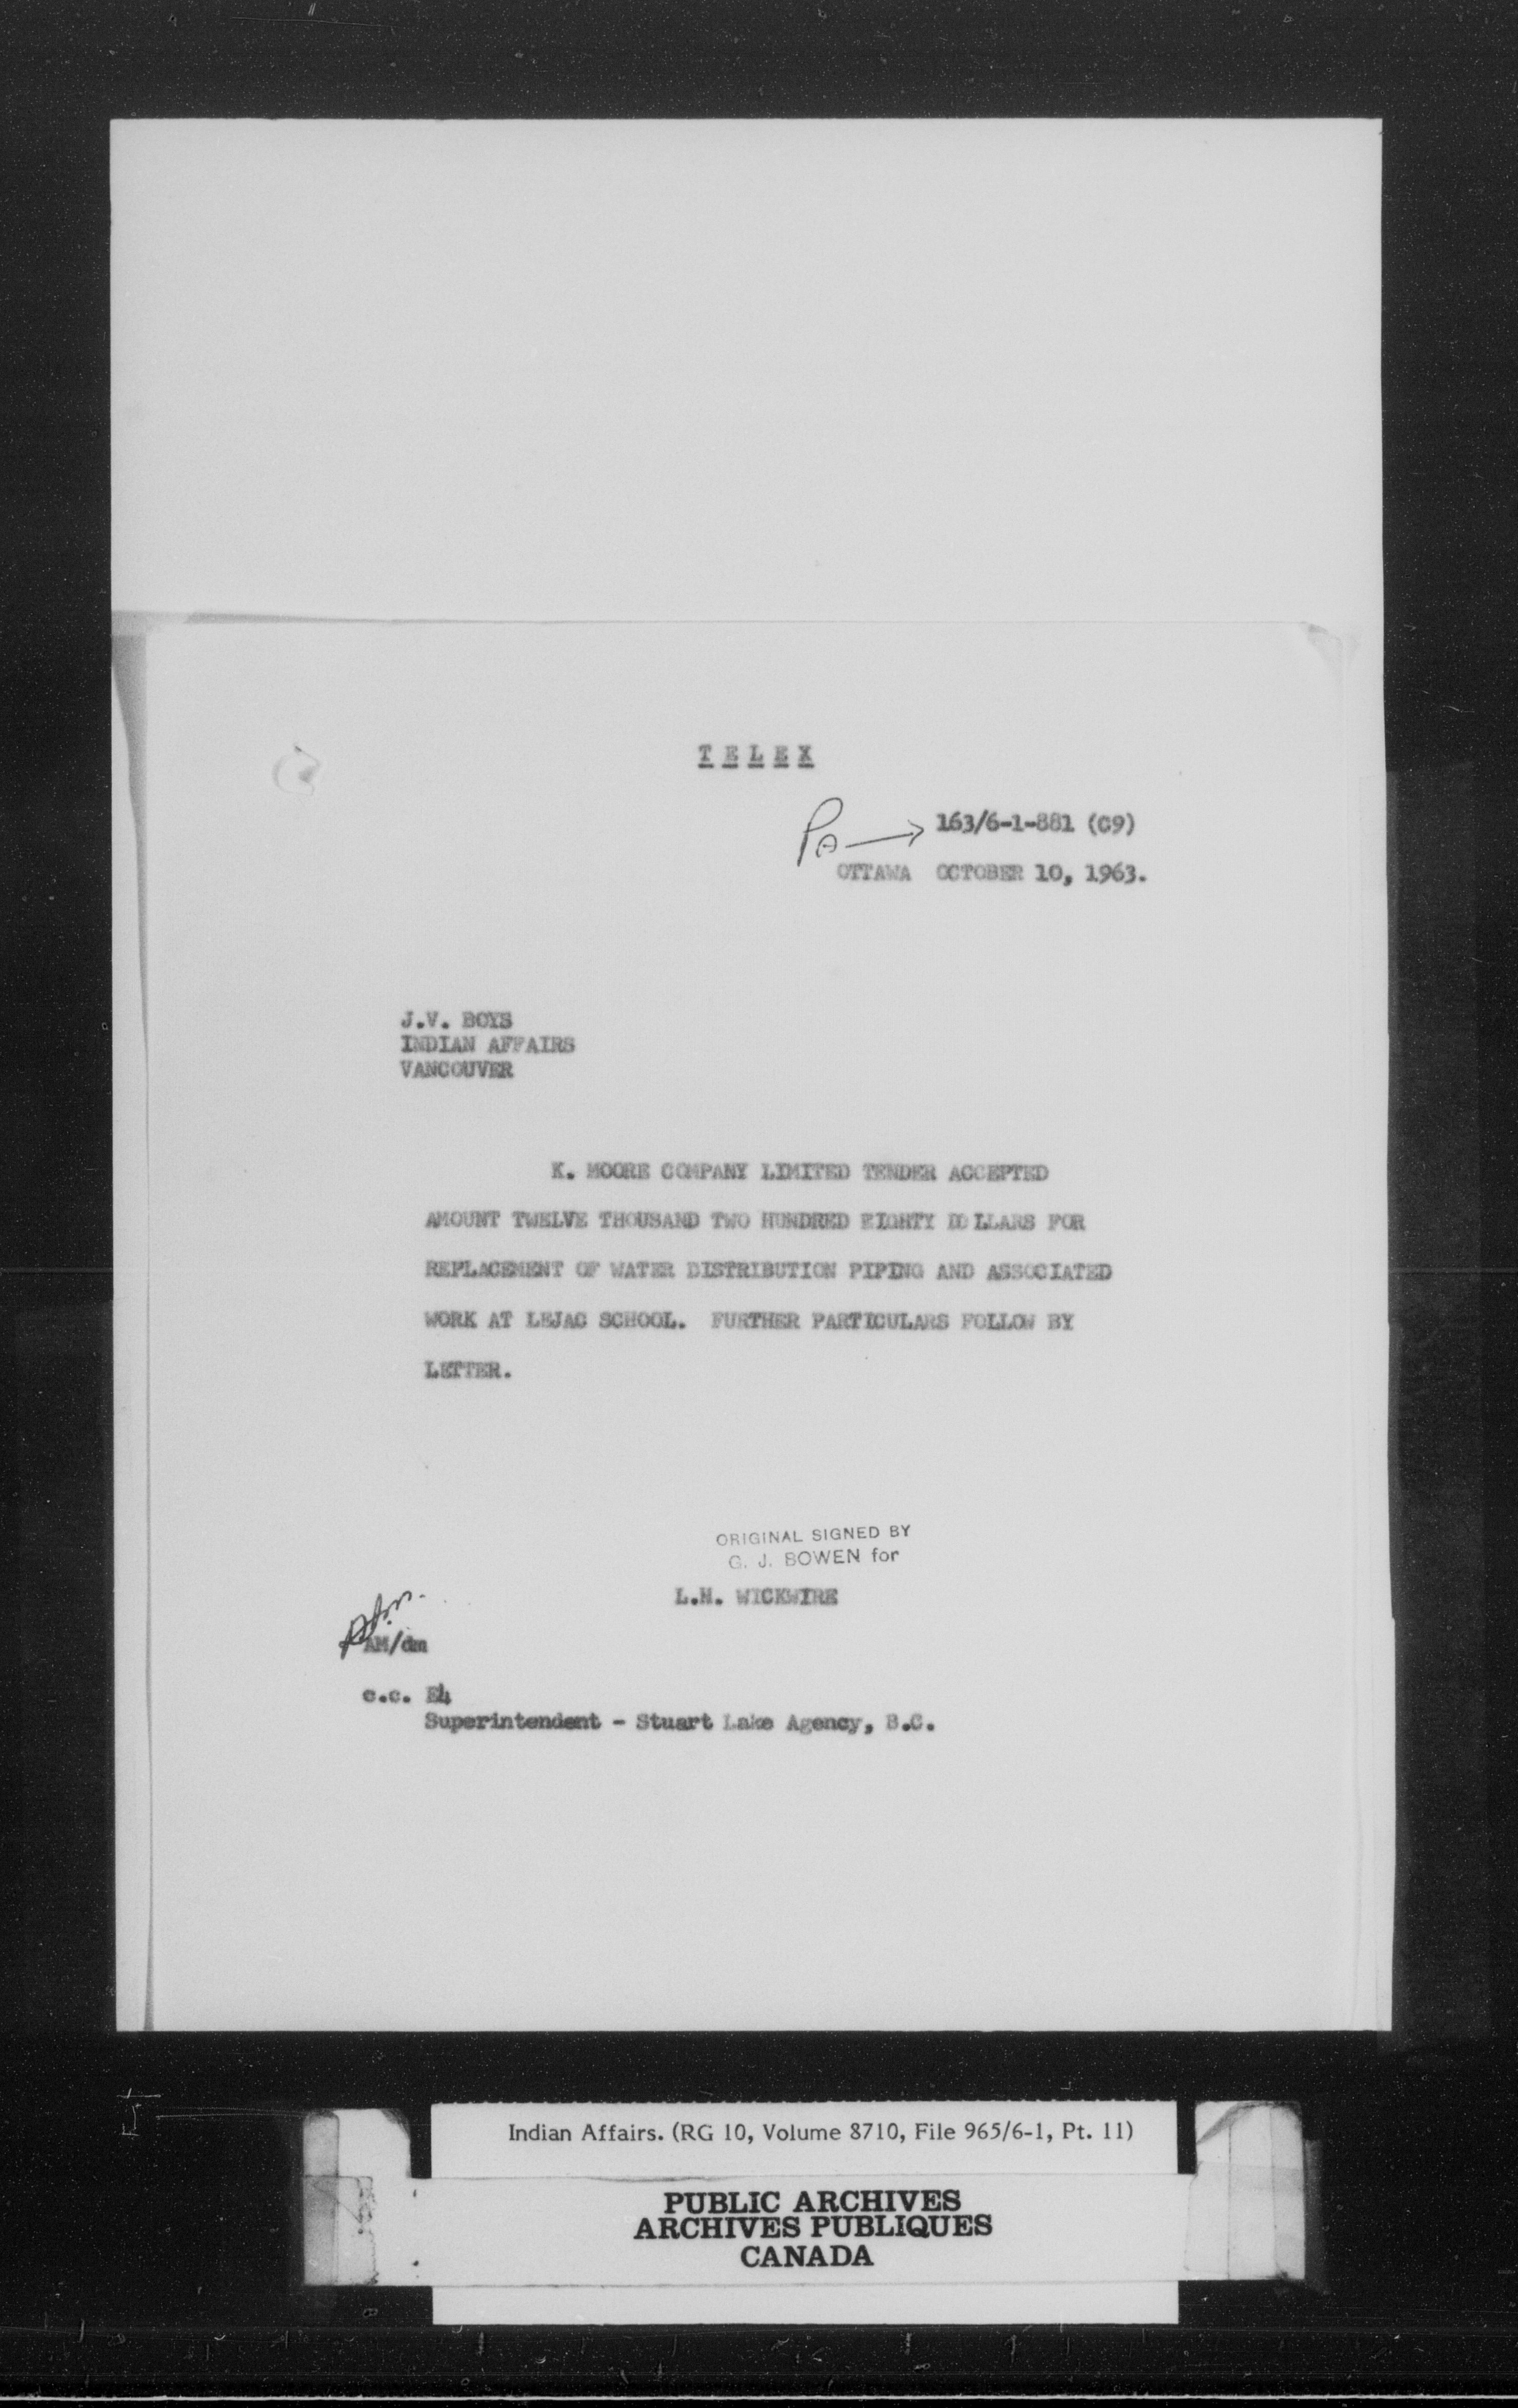 T E L E X
PA → 163/6-1-881 (C9)
OTTAWA OCTOBER 10, 1963.
J.V. BOYS
INDIAN AFFAIRS
VANCOUVER
K. MOORE COMPANY LIMITED TENDER ACCEPTED
AMOUNT TWELVE THOUSAND TWO HUNDRED EIGHTY DOLLARS FOR
REPLACEMENT OF WATER DISTRIBUTION PIPING AND ASSOCIATED
WORK AT LEJAC SCHOOL. FURTHER PARTICULARS FOLLOW BY
LETTER.
ORIGINAL SIGNED BY
G. J. BOWEN for
L.H. WICKWIRE
AM/dm
c.c. E4
Superintendent - Stuart Lake Agency, B.C.
Indian Affairs. (RG 10, Volume 8710, File 965/6-1, Pt. 11)
PUBLIC ARCHIVES
ARCHIVES PUBLIQUES
CANADA